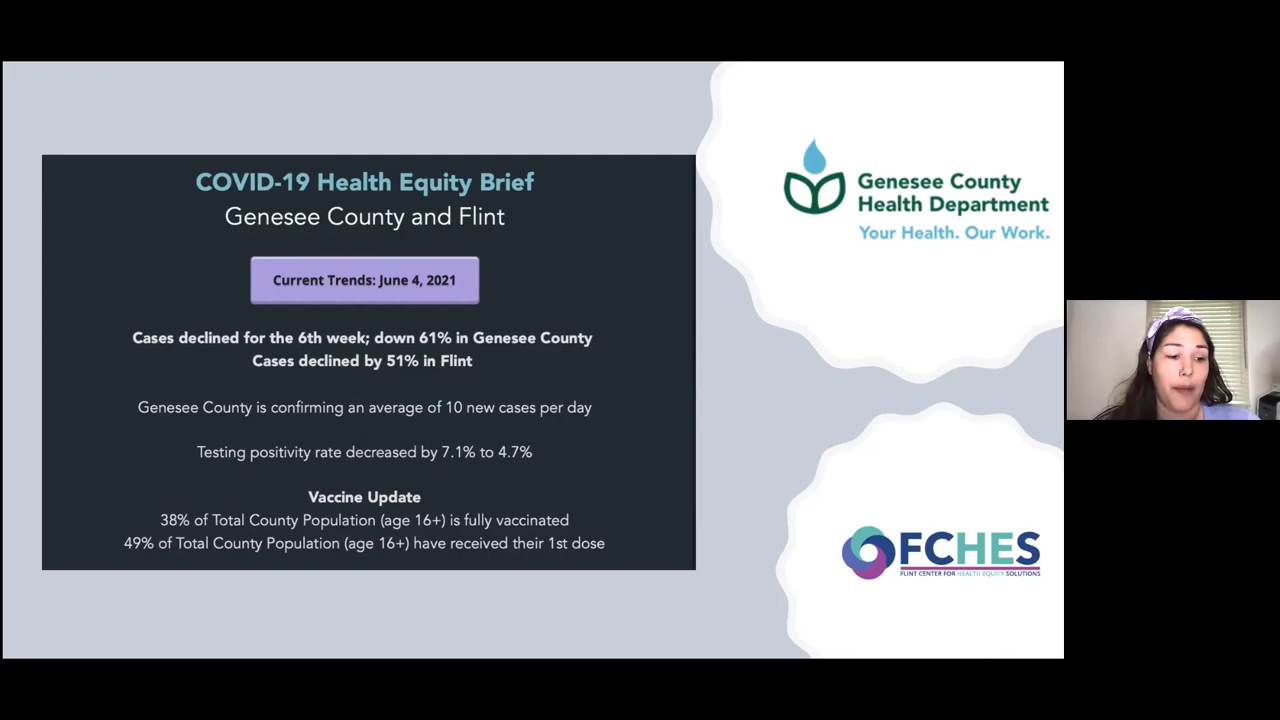 COVID-19 Health Equity Brief
Genesee County and Flint
Current Trends: June 4, 2021
Cases declined for the 6th week; down 61% in Genesee County
Cases declined by 51% in Flint
Genesee County is confirming an average of 10 new cases per day
Testing positivity rate decreased by 7.1% to 4.7%
Vaccine Update
38% of Total County Population (age 16+) is fully vaccinated
49% of Total County Population (age 16+) have received their 1st dose
Genesee County
Health Department
Your Health. Our Work.
FCHES
FLINT CENTER FOR HEALTH EQUITY SOLUTIONS